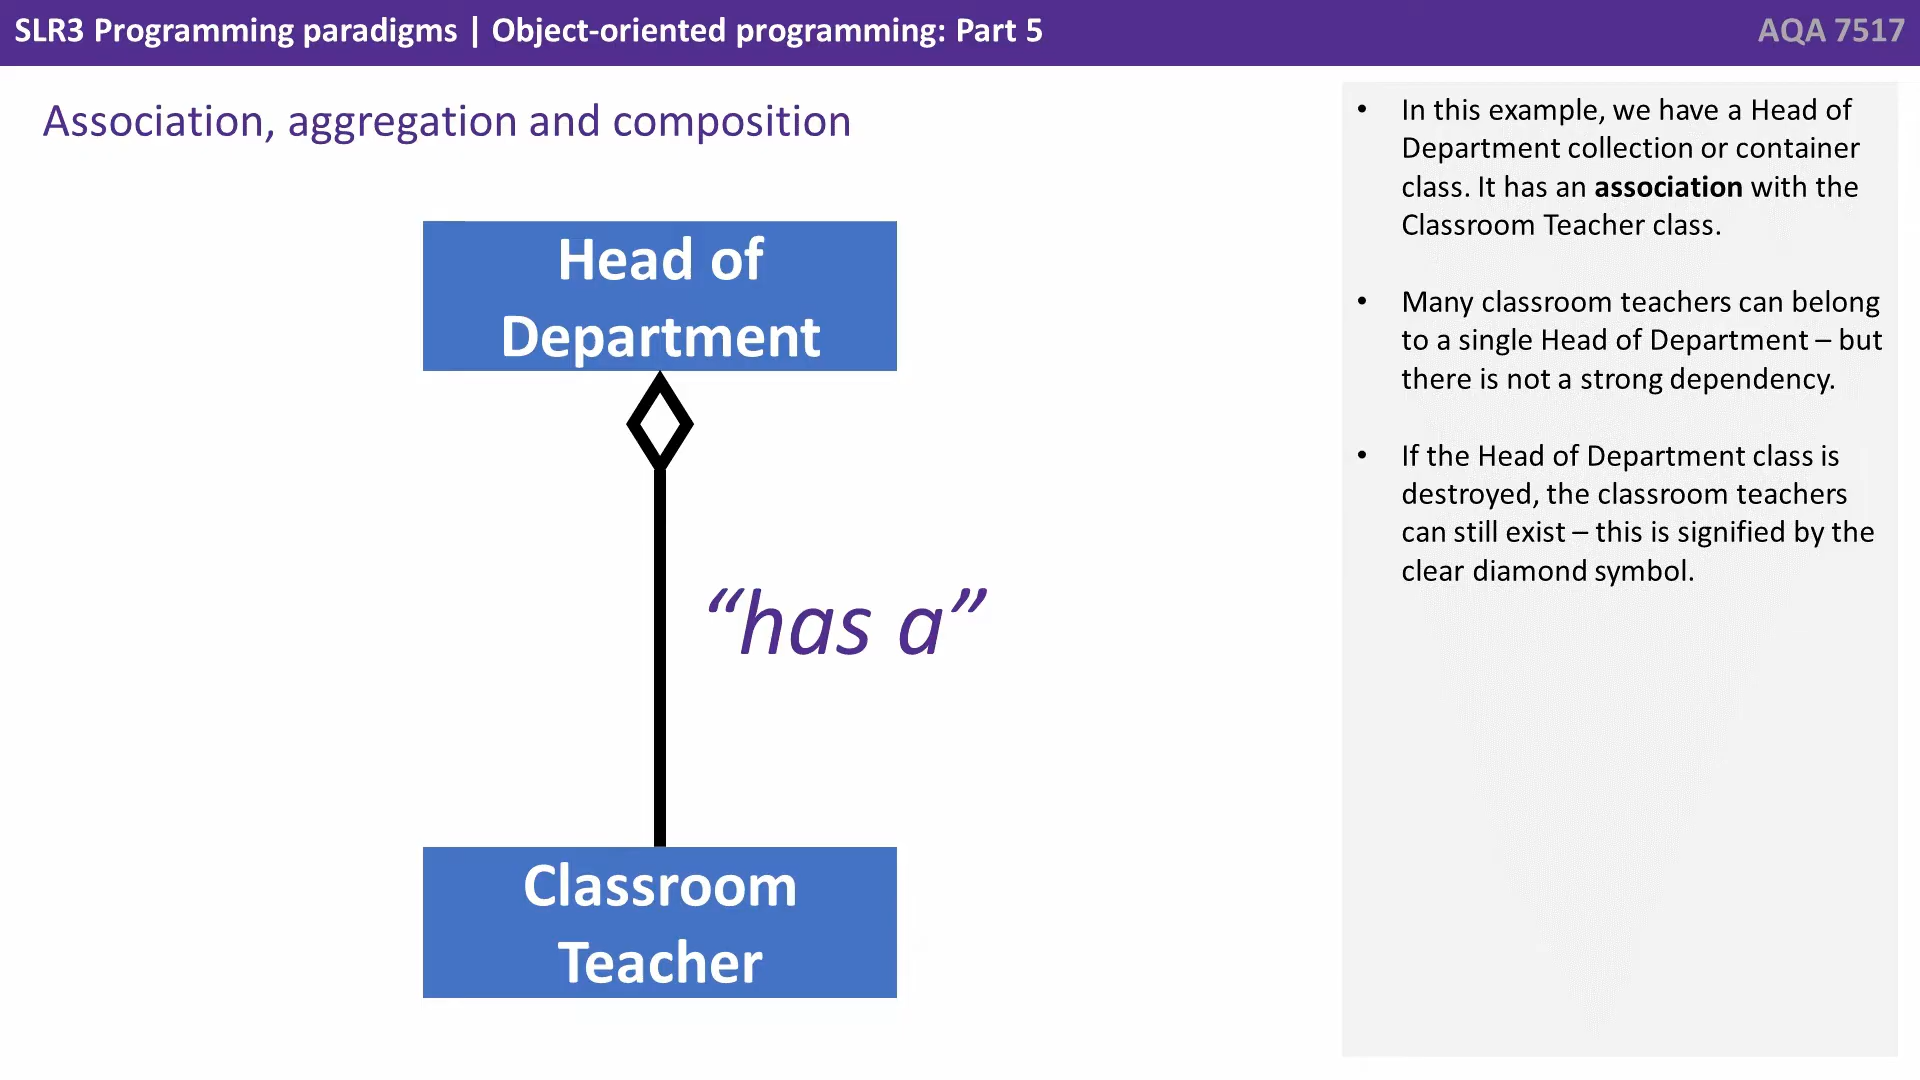 SLR3 Programming paradigms | Object-oriented programming: Part 5
AQA 7517
Association, aggregation and composition
Head of
Department
“has a”
Classroom
Teacher
• In this example, we have a Head of
Department collection or container
class. It has an association with the
Classroom Teacher class.
• Many classroom teachers can belong
to a single Head of Department – but
there is not a strong dependency.
• If the Head of Department class is
destroyed, the classroom teachers
can still exist – this is signified by the
clear diamond symbol.